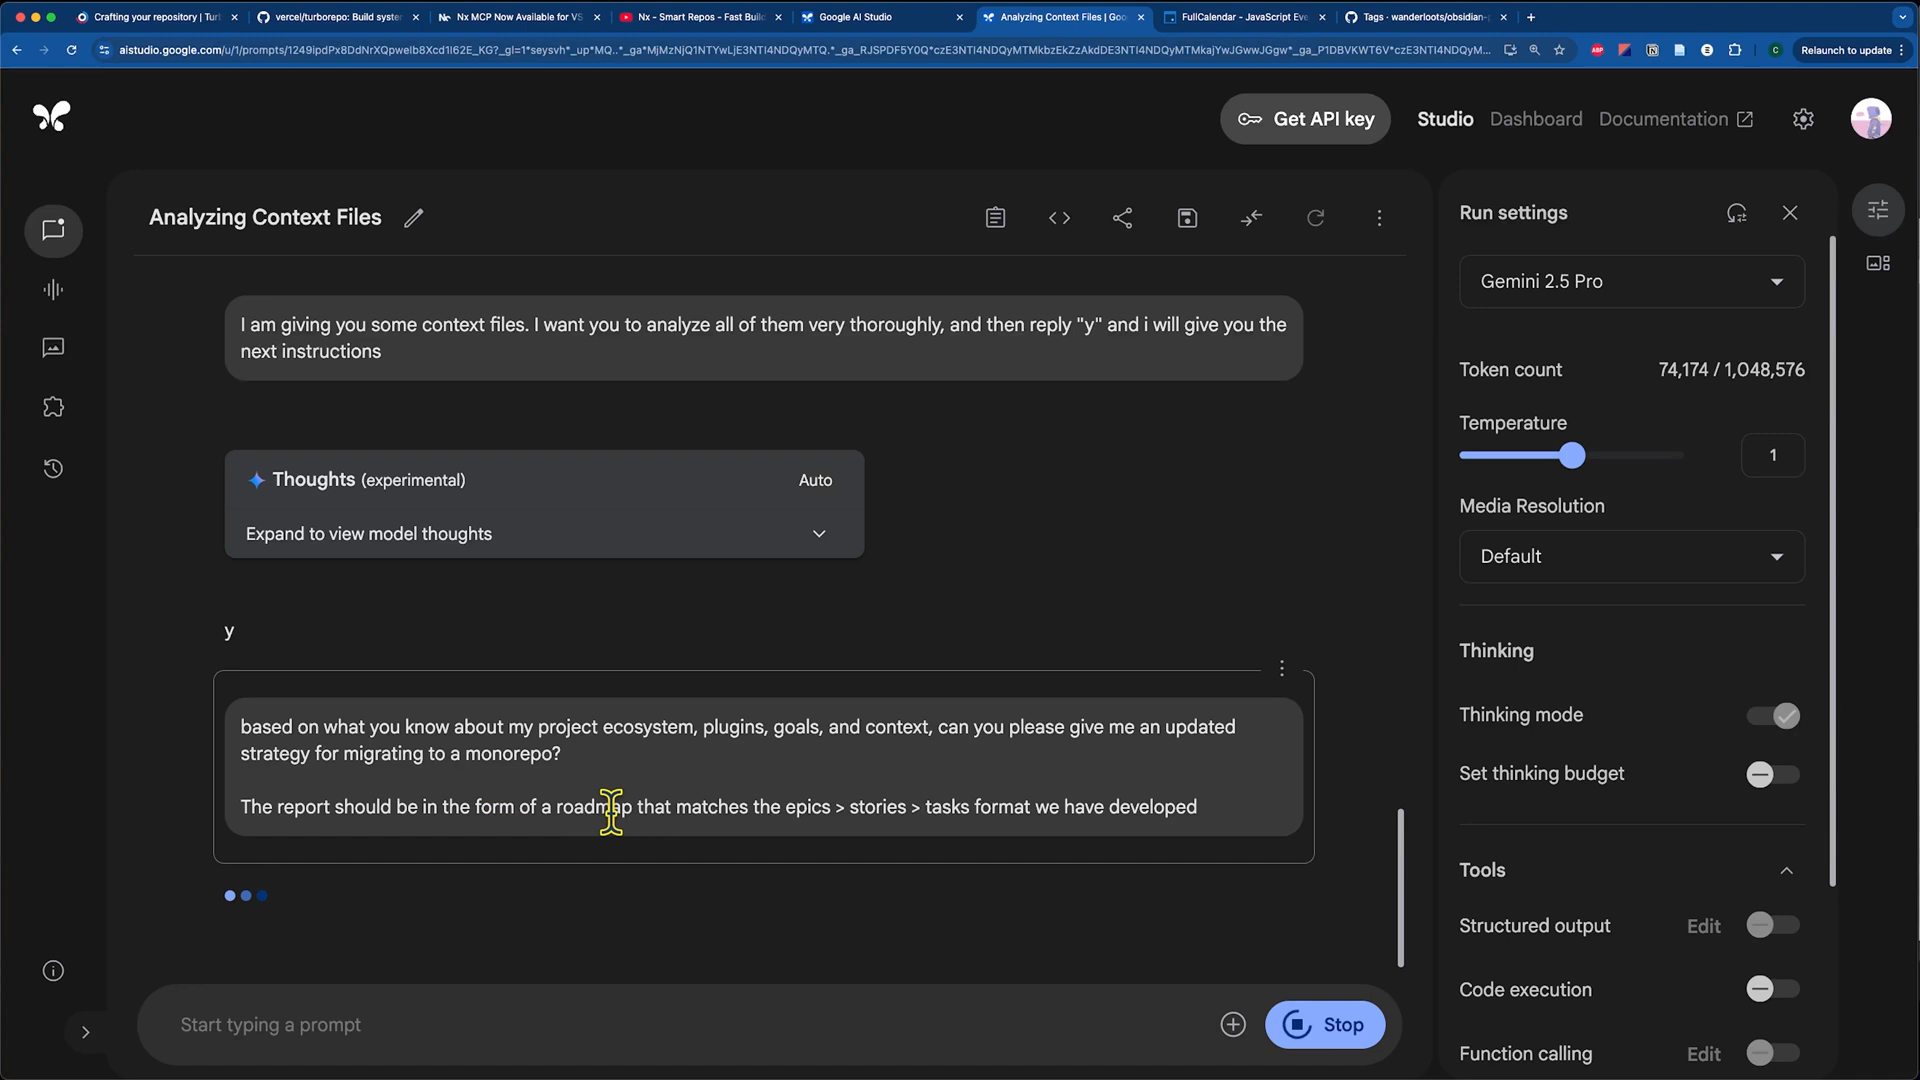 Crafting your repository | Tur
vercel/turborepo: Build syster
Nx MCP Now Available for VS
Nx - Smart Repos - Fast Build
Google AI Studio
Analyzing Context Files | Goo
FullCalendar - JavaScript Eve
Tags · wanderloots/obsidian-
Relaunch to update
Get API key
Studio
Dashboard
Documentation
Analyzing Context Files
I am giving you some context files. I want you to analyze all of them very thoroughly, and then reply "y" and i will give you the
next instructions
Thoughts (experimental)
Auto
Expand to view model thoughts
y
based on what you know about my project ecosystem, plugins, goals, and context, can you please give me an updated
strategy for migrating to a monorepo?
The report should be in the form of a roadmap that matches the epics > stories > tasks format we have developed
Start typing a prompt
Stop
Run settings
Gemini 2.5 Pro
Token count
74,174 / 1,048,576
Temperature
1
Media Resolution
Default
Thinking
Thinking mode
Set thinking budget
Tools
Structured output
Edit
Code execution
Function calling
Edit